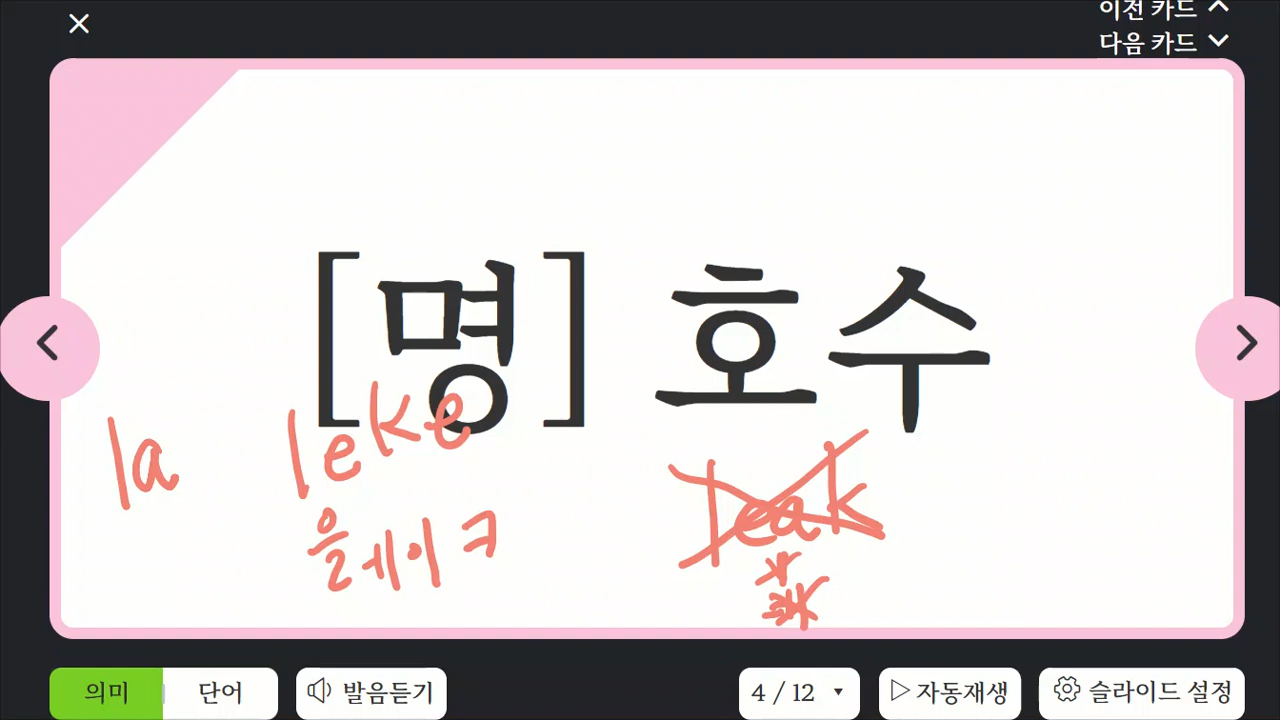 이전 카드
다음 카드
[명] 호수
la leke leak
을레이크
의미 단어 발음듣기 4 / 12 자동재생 슬라이드 설정